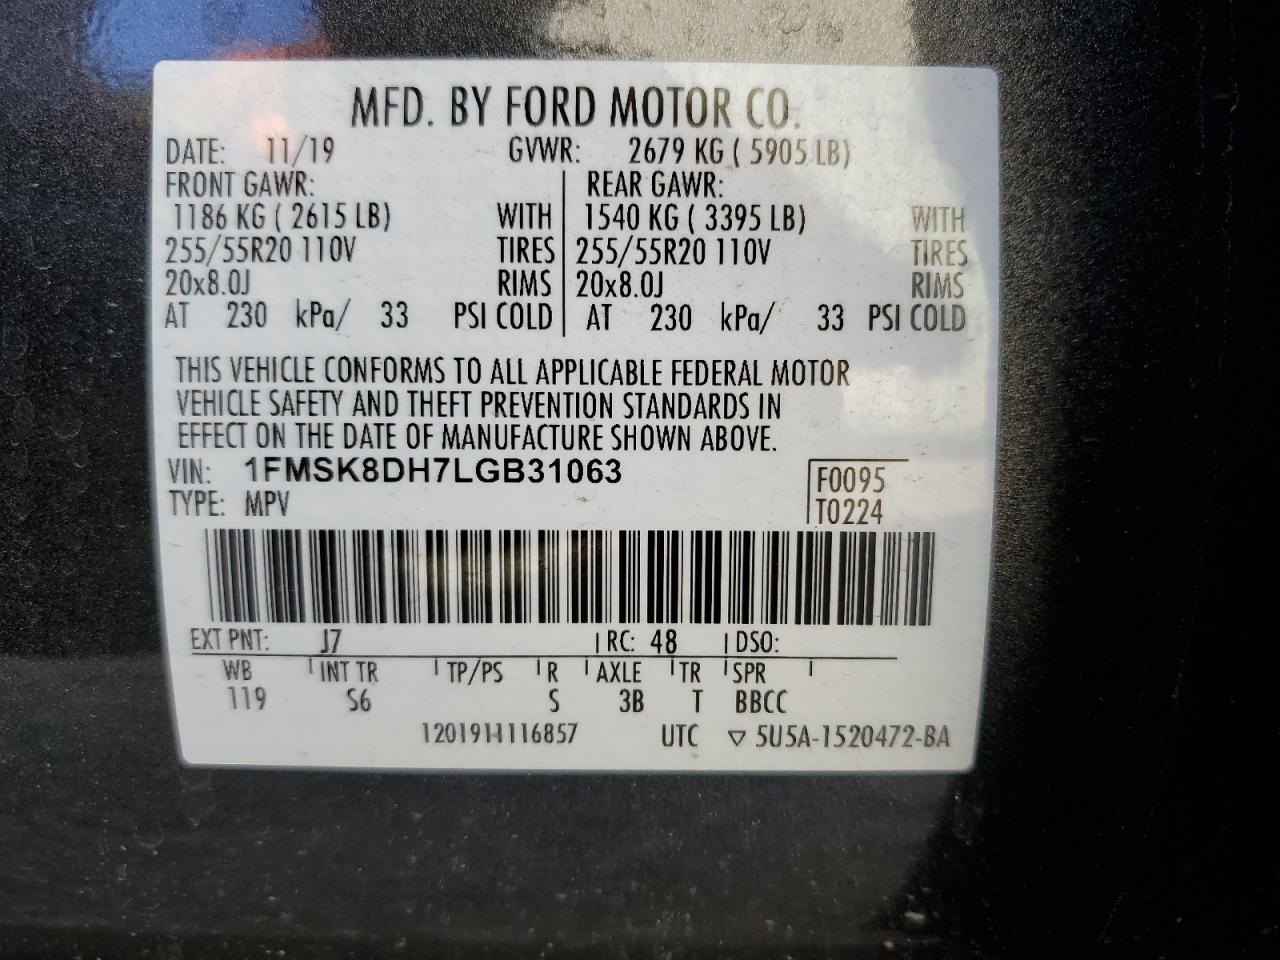 MFD. BY FORD MOTOR CO.
DATE: 11/19 GVWR: 2679 KG ( 5905 LB)
FRONT GAWR: REAR GAWR:
1186 KG ( 2615 LB) WITH 1540 KG ( 3395 LB) WITH
255/55R20 110V TIRES 255/55R20 110V TIRES
20x8.0J RIMS 20x8.0J RIMS
AT 230 kPa/ 33 PSI COLD AT 230 kPa/ 33 PSI COLD
THIS VEHICLE CONFORMS TO ALL APPLICABLE FEDERAL MOTOR
VEHICLE SAFETY AND THEFT PREVENTION STANDARDS IN
EFFECT ON THE DATE OF MANUFACTURE SHOWN ABOVE.
VIN: 1FMSK8DH7LGB31063 F0095
TYPE: MPV T0224
EXT PNT: J7 RC: 48 DSO:
WB INT TR TP/PS R AXLE TR SPR
119 S6 S 3B T BBCC
UTC ▽ 5U5A-1520472-BA